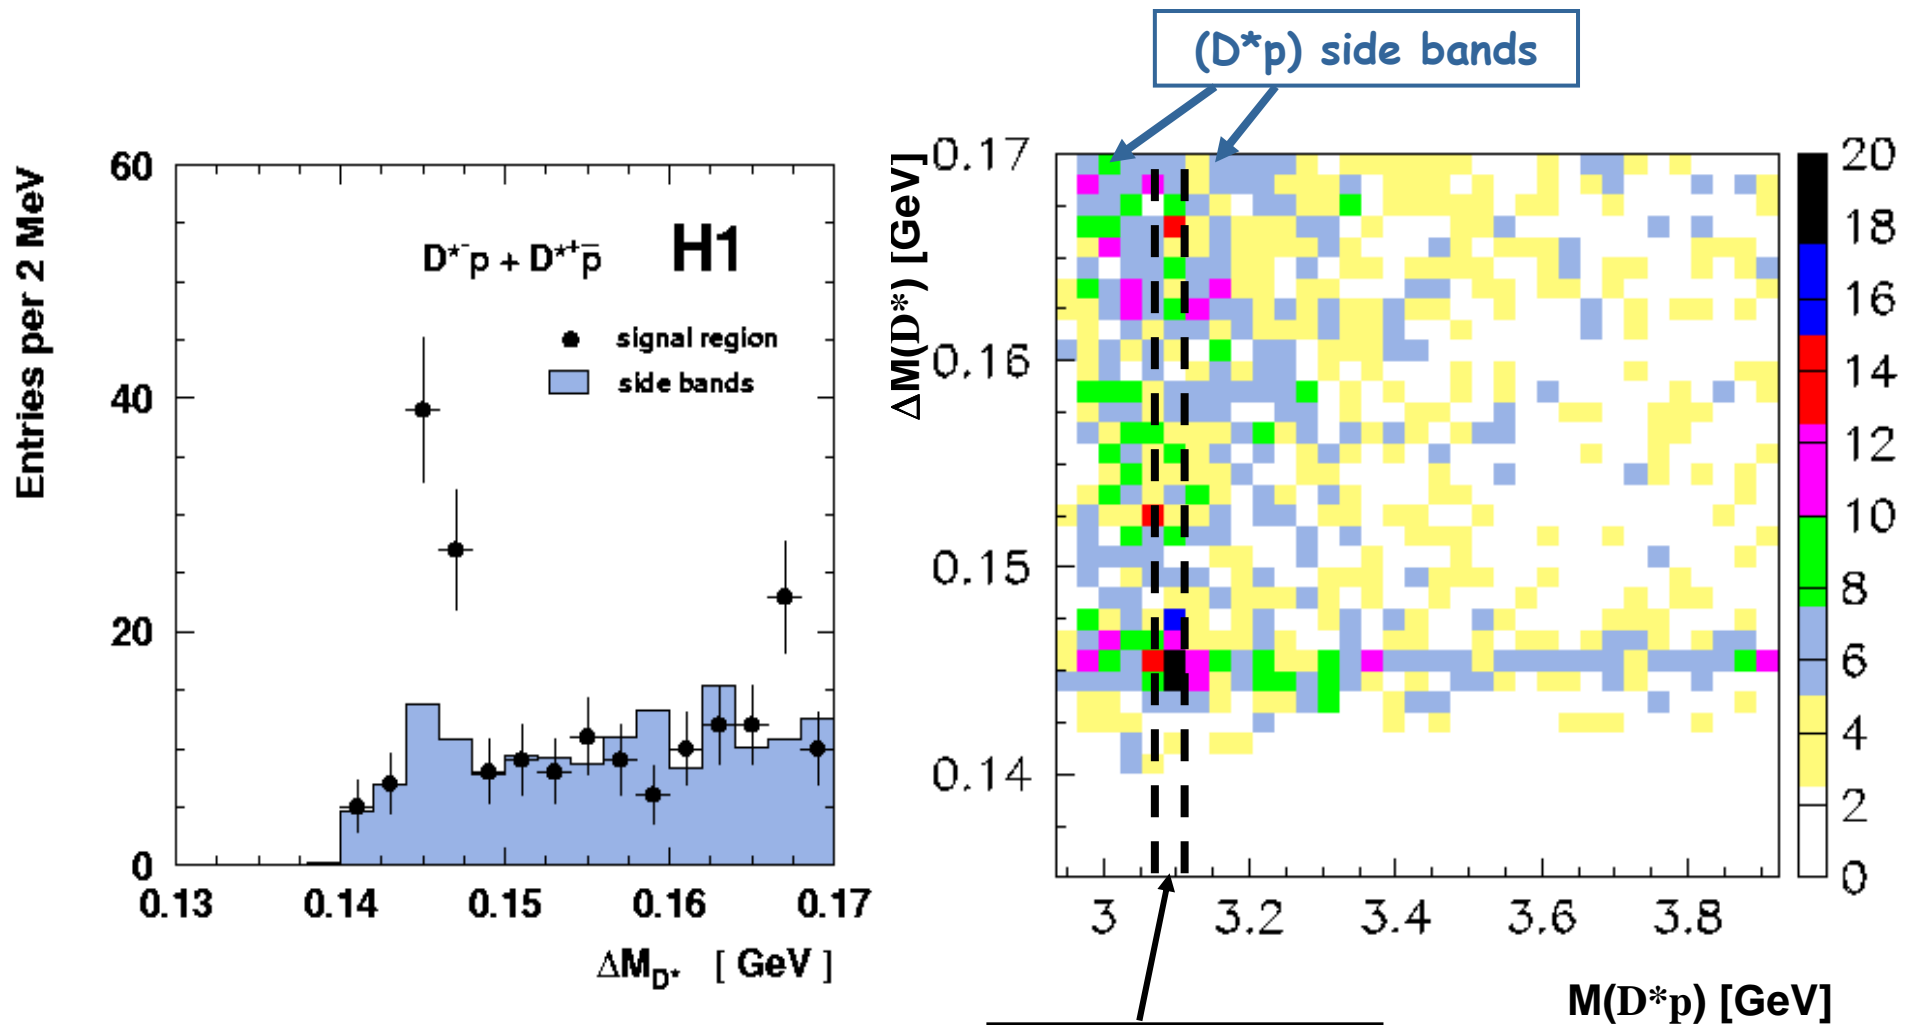 (D*p) side bands
Entries per 2 MeV
60
40
20
0
0.13 0.14 0.15 0.16 0.17
ΔM_D* [ GeV ]
D*⁻p + D*⁺p̄ H1
signal region
side bands
ΔM(D*) [GeV]
0.17
0.16
0.15
0.14
3 3.2 3.4 3.6 3.8
M(D*p) [GeV]
20
18
16
14
12
10
8
6
4
2
0